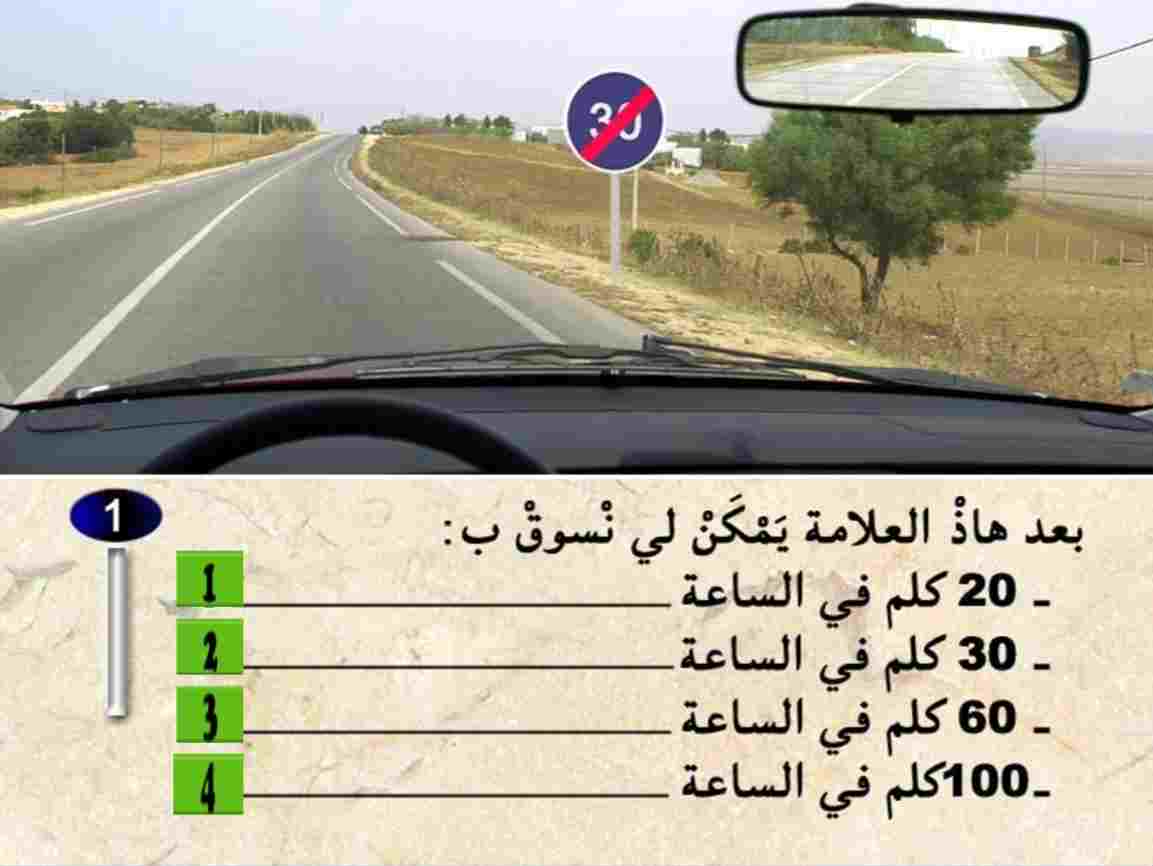 30
1
بعد هاذْ العلامة يَمْكَنْ لي نْسوقْ ب:
ـ 20 كلم في الساعة 1
ـ 30 كلم في الساعة 2
ـ 60 كلم في الساعة 3
ـ 100كلم في الساعة 4